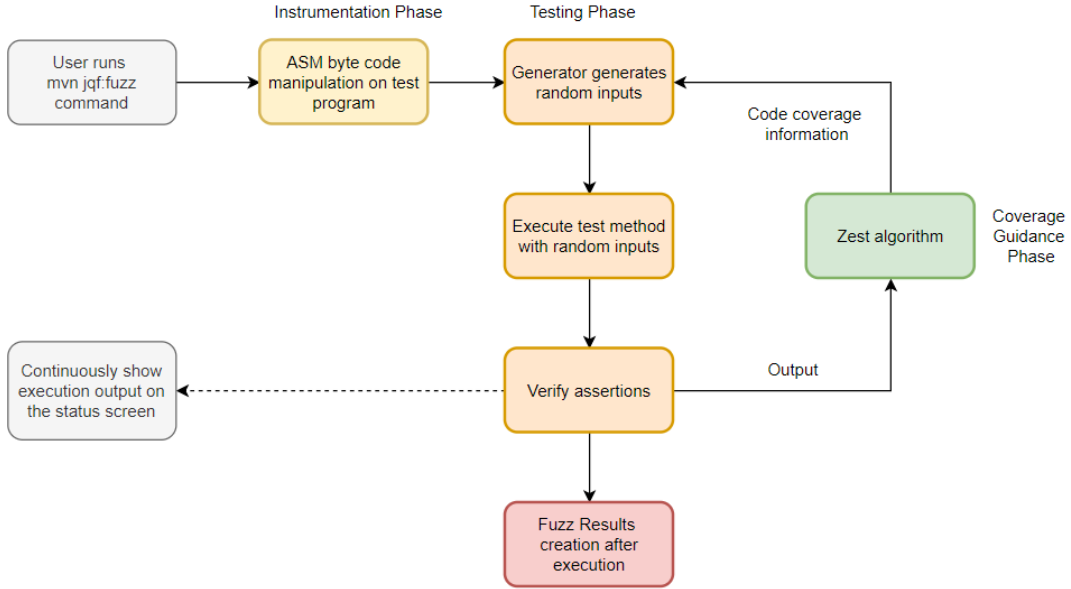 Instrumentation Phase
Testing Phase
User runs
mvn jqf:fuzz
command
ASM byte code
manipulation on test
program
Generator generates
random inputs
Code coverage
information
Execute test method
with random inputs
Zest algorithm
Coverage
Guidance
Phase
Continuously show
execution output on
the status screen
Verify assertions
Output
Fuzz Results
creation after
execution